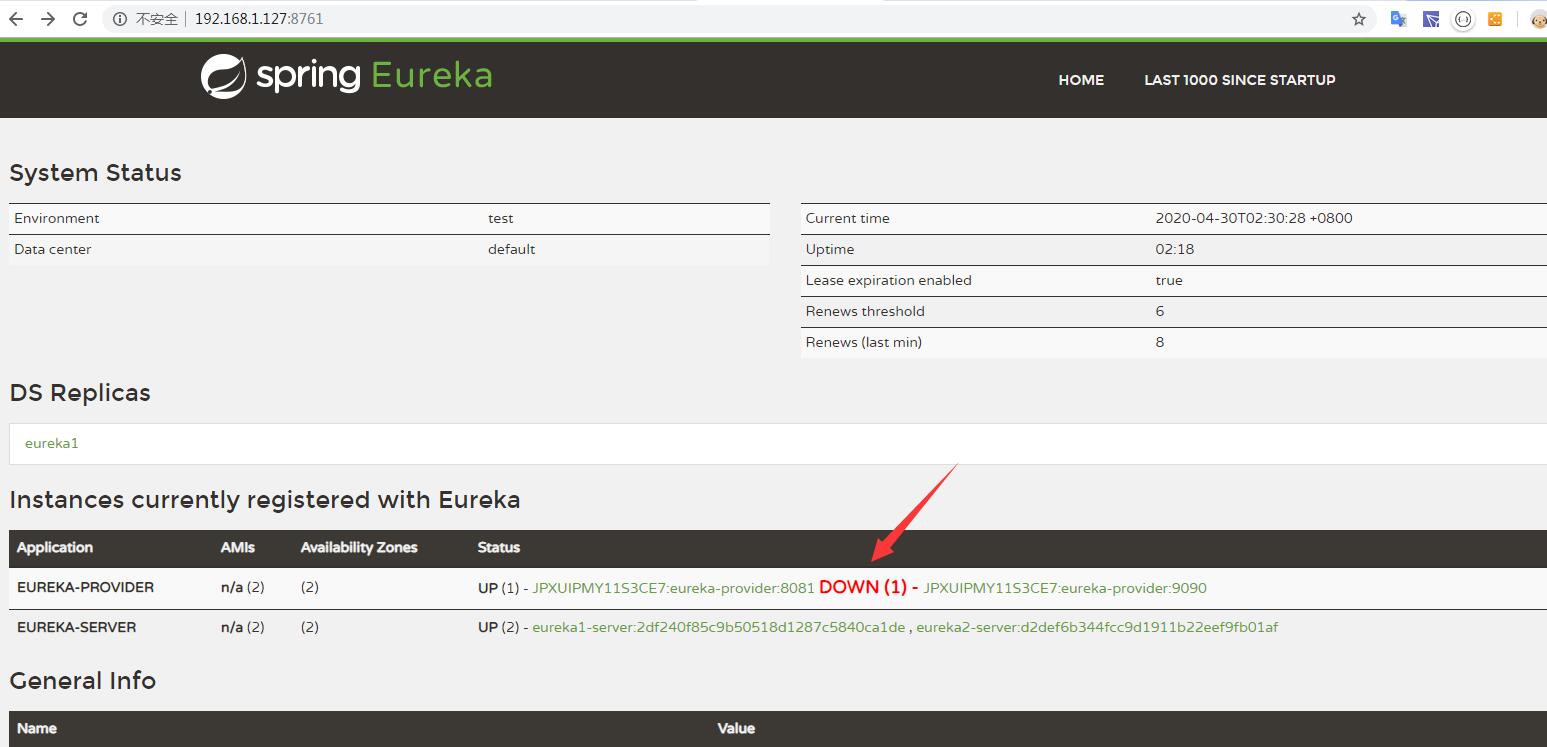 不安全 192.168.1.127:8761
spring Eureka
HOME LAST 1000 SINCE STARTUP
System Status
Environment test
Data center default
Current time 2020-04-30T02:30:28 +0800
Uptime 02:18
Lease expiration enabled true
Renews threshold 6
Renews (last min) 8
DS Replicas
eureka1
Instances currently registered with Eureka
Application AMIs Availability Zones Status
EUREKA-PROVIDER n/a (2) (2) UP (1) - JPXUIPMY11S3CE7:eureka-provider:8081 DOWN (1) - JPXUIPMY11S3CE7:eureka-provider:9090
EUREKA-SERVER n/a (2) (2) UP (2) - eureka1-server:2df240f85c9b50518d1287c5840ca1de , eureka2-server:d2def6b344fcc9d1911b22eef9fb01af
General Info
Name Value